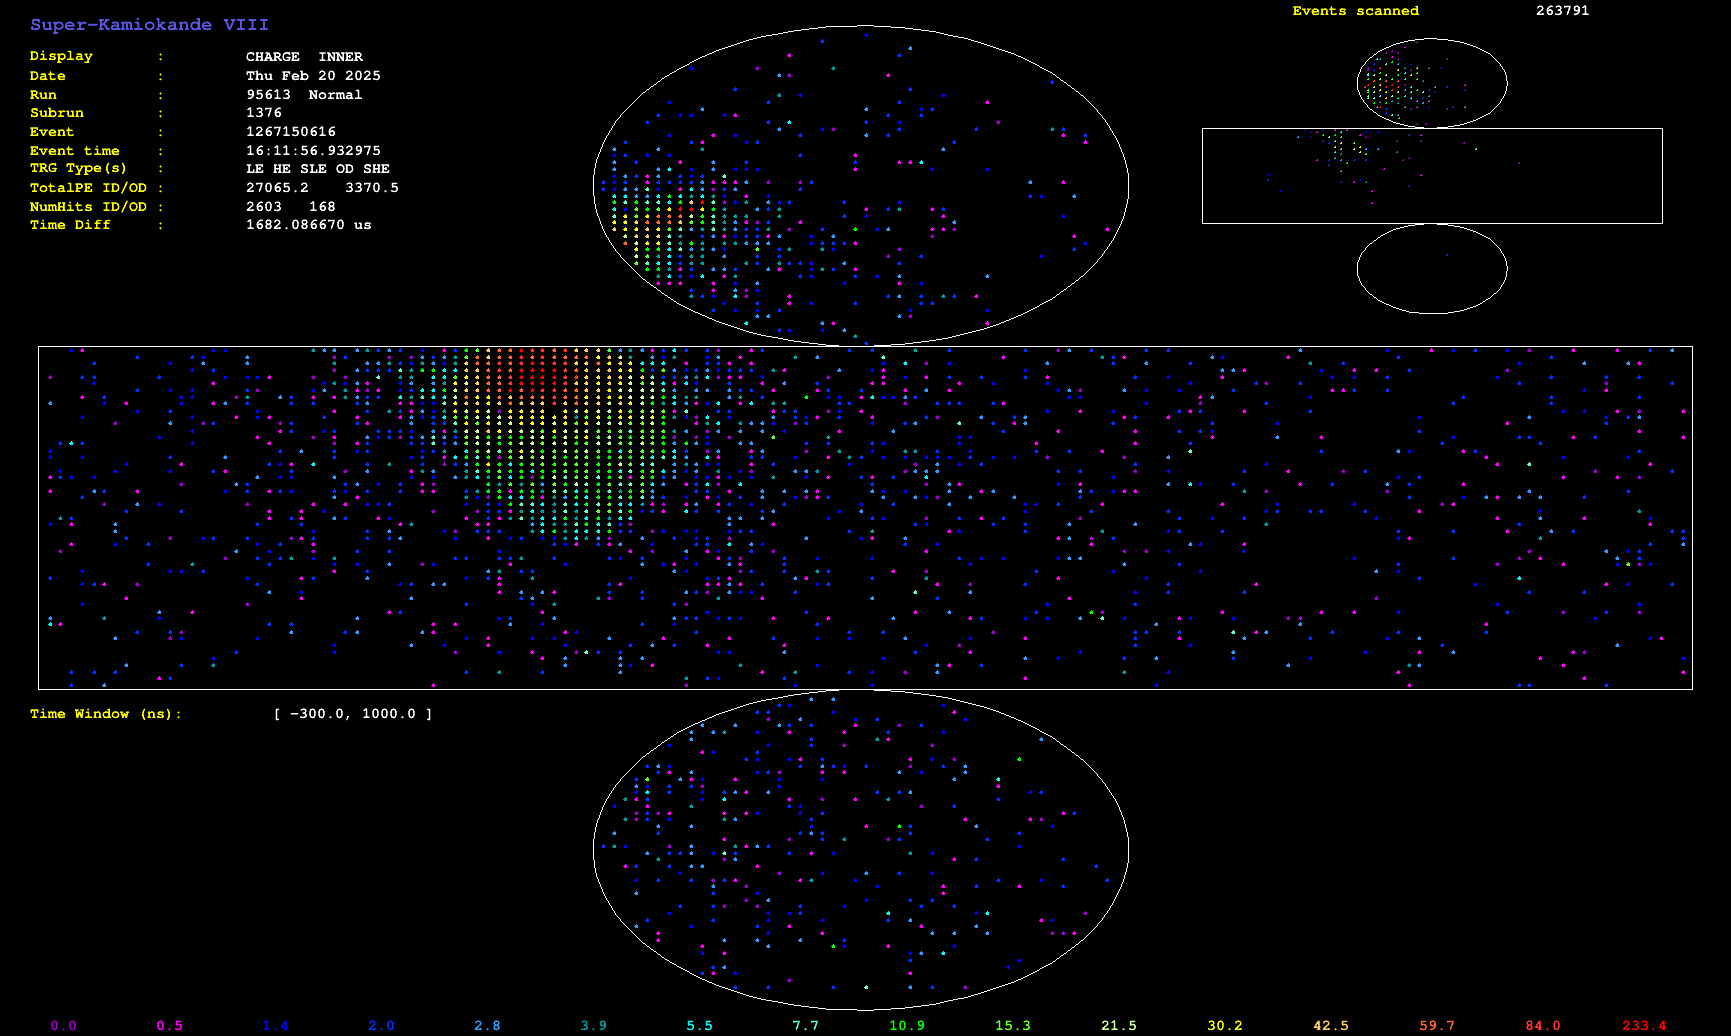 Super-Kamiokande VIII
Display : CHARGE INNER
Date : Thu Feb 20 2025
Run : 95613 Normal
Subrun : 1376
Event : 1267150616
Event time : 16:11:56.932975
TRG Type(s) : LE HE SLE OD SHE
TotalPE ID/OD : 27065.2 3370.5
NumHits ID/OD : 2603 168
Time Diff : 1682.086670 us
Events scanned 263791
Time Window (ns): [ -300.0, 1000.0 ]
0.0 0.5 1.4 2.0 2.8 3.9 5.5 7.7 10.9 15.3 21.5 30.2 42.5 59.7 84.0 233.4